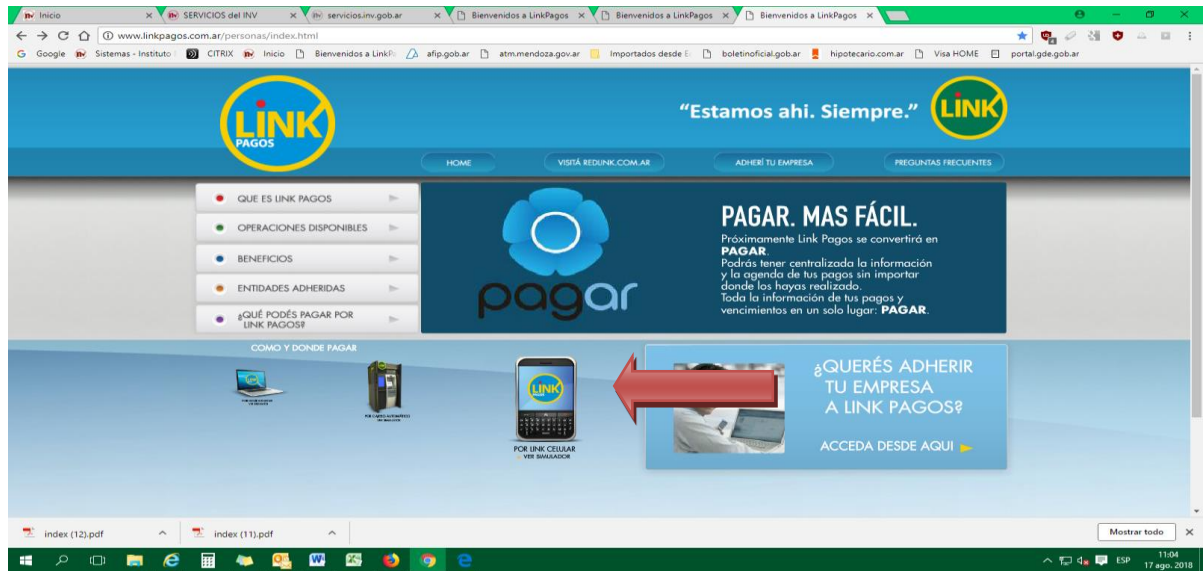 Inicio
SERVICIOS del INV
servicios.inv.gob.ar
Bienvenidos a LinkPagos
Bienvenidos a LinkPagos
Bienvenidos a LinkPagos
www.linkpagos.com.ar/personas/index.html
Google
Sistemas - Instituto
CITRIX
Inicio
Bienvenidos a LinkPa
afip.gob.ar
atm.mendoza.gov.ar
Importados desde E
boletinoficial.gob.ar
hipotecario.com.ar
Visa HOME
portal.gde.gob.ar
LINK
PAGOS
“Estamos ahi. Siempre.”
LINK
HOME
VISITÁ REDLINK.COM.AR
ADHERÍ TU EMPRESA
PREGUNTAS FRECUENTES
QUE ES LINK PAGOS
OPERACIONES DISPONIBLES
BENEFICIOS
ENTIDADES ADHERIDAS
¿QUÉ PODÉS PAGAR POR
LINK PAGOS?
pagar
PAGAR. MAS FÁCIL.
Próximamente Link Pagos se convertirá en
PAGAR.
Podrás tener centralizada la información
y la agenda de tus pagos sin importar
donde los hayas realizado.
Toda la información de tus pagos y
vencimientos en un solo lugar: PAGAR.
COMO Y DONDE PAGAR
LINK
POR LINK CELULAR
VER SIMULADOR
¿QUERÉS ADHERIR
TU EMPRESA
A LINK PAGOS?
ACCEDA DESDE AQUI
index (12).pdf
index (11).pdf
Mostrar todo
ESP
11:04
17 ago. 2018